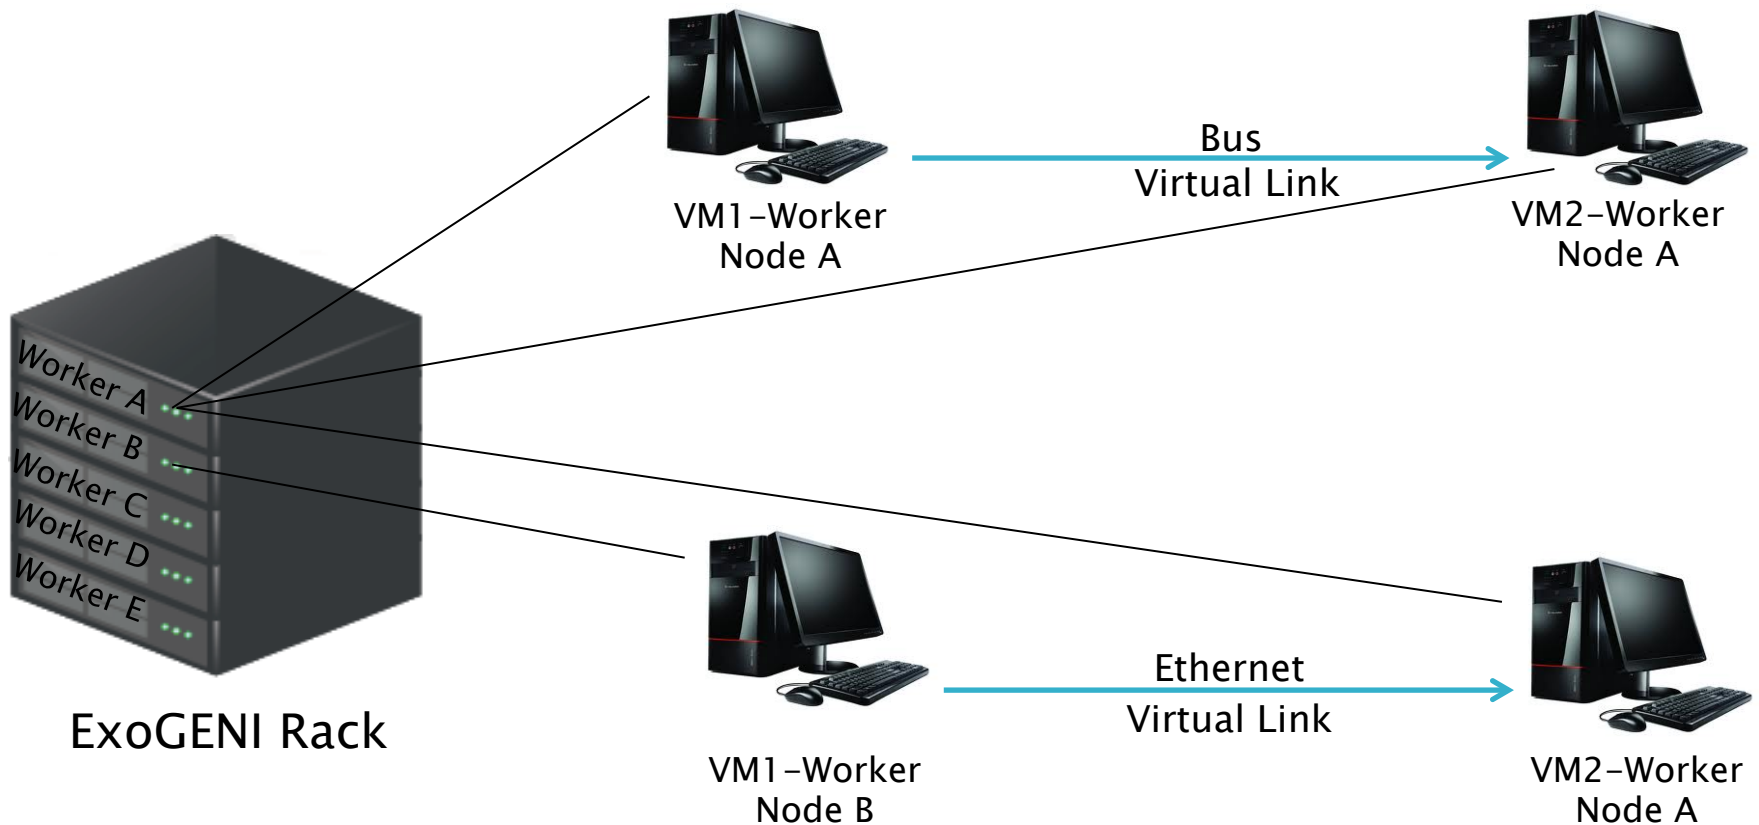 Bus
Virtual Link
VM1-Worker
Node A
VM2-Worker
Node A
Worker A
Worker B
Worker C
Worker D
Worker E
ExoGENI Rack
Ethernet
Virtual Link
VM1-Worker
Node B
VM2-Worker
Node A